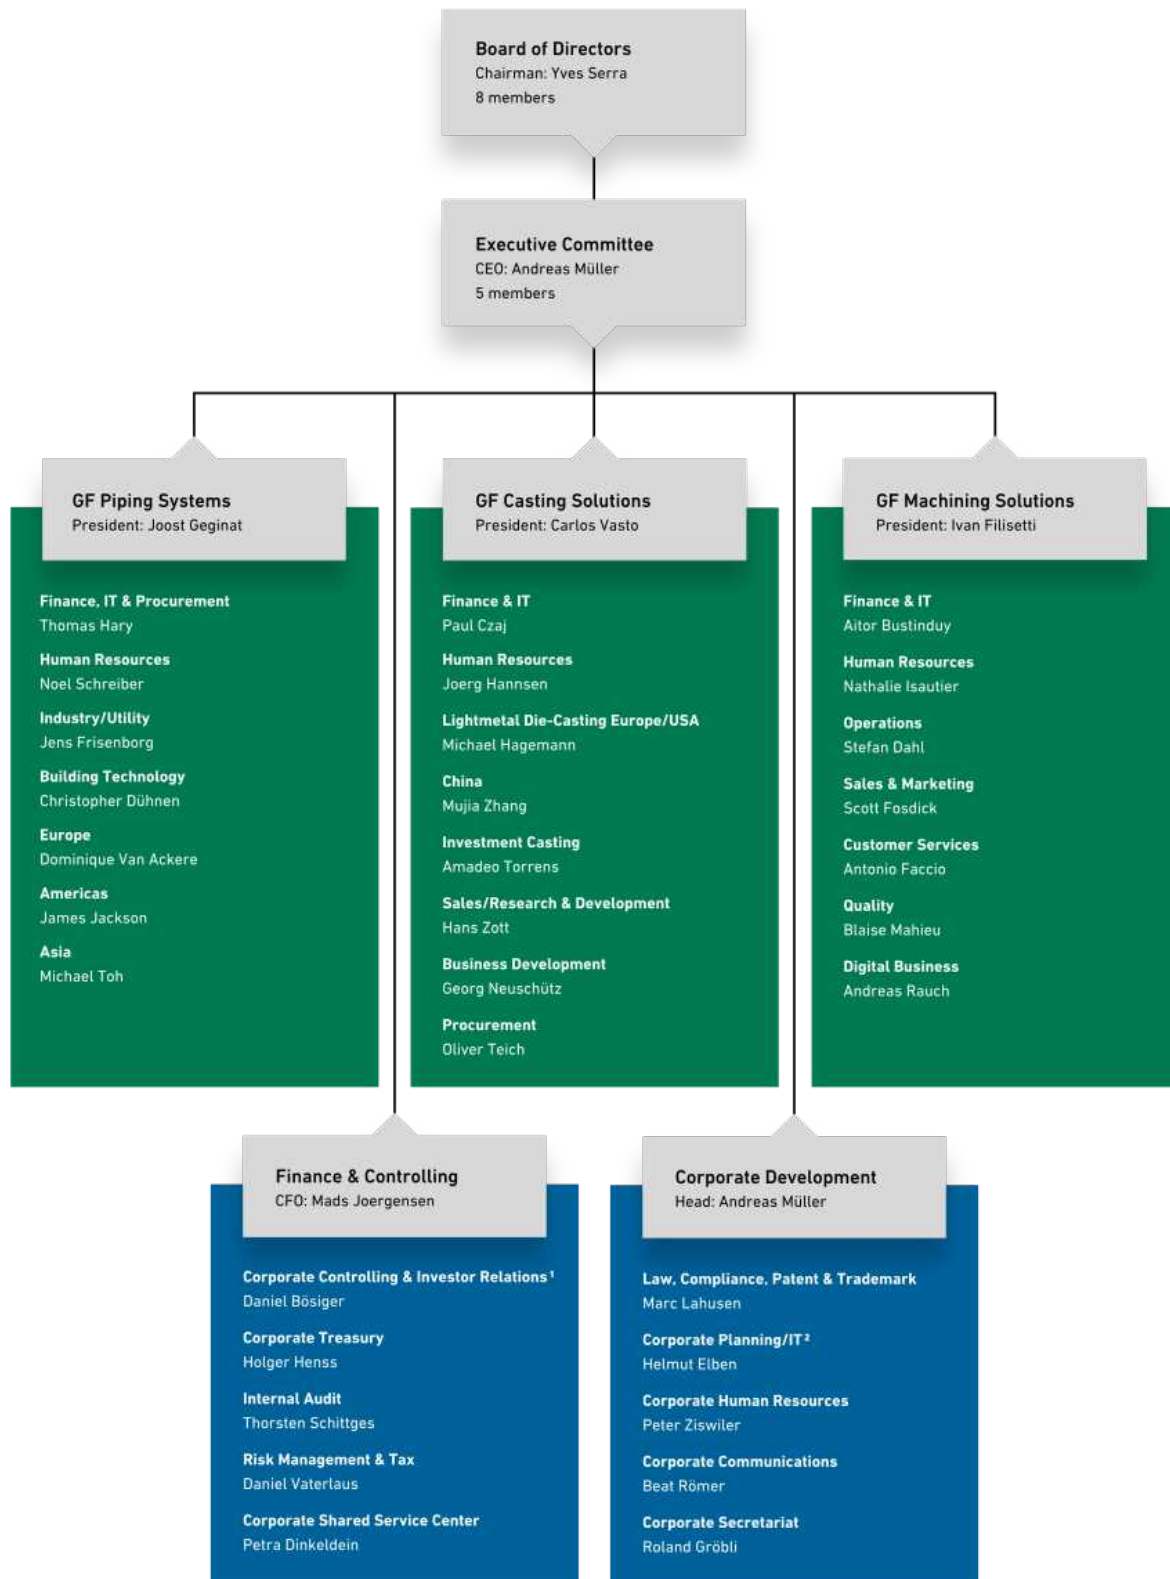 Board of Directors
Chairman: Yves Serra
8 members
Executive Committee
CEO: Andreas Müller
5 members
GF Piping Systems
President: Joost Geginat
Finance, IT & Procurement
Thomas Hary
Human Resources
Noel Schreiber
Industry/Utility
Jens Frisenborg
Building Technology
Christopher Dühnen
Europe
Dominique Van Ackere
Americas
James Jackson
Asia
Michael Toh
GF Casting Solutions
President: Carlos Vasto
Finance & IT
Paul Czaj
Human Resources
Joerg Hannsen
Lightmetal Die-Casting Europe/USA
Michael Hagemann
China
Mujia Zhang
Investment Casting
Amadeo Torrens
Sales/Research & Development
Hans Zott
Business Development
Georg Neuschütz
Procurement
Oliver Teich
GF Machining Solutions
President: Ivan Filisetti
Finance & IT
Aitor Bustinduy
Human Resources
Nathalie Isautier
Operations
Stefan Dahl
Sales & Marketing
Scott Fosdick
Customer Services
Antonio Faccio
Quality
Blaise Mahieu
Digital Business
Andreas Rauch
Finance & Controlling
CFO: Mads Joergensen
Corporate Controlling & Investor Relations¹
Daniel Bösiger
Corporate Treasury
Holger Henss
Internal Audit
Thorsten Schittges
Risk Management & Tax
Daniel Vaterlaus
Corporate Shared Service Center
Petra Dinkeldein
Corporate Development
Head: Andreas Müller
Law, Compliance, Patent & Trademark
Marc Lahusen
Corporate Planning/IT²
Helmut Elben
Corporate Human Resources
Peter Ziswiler
Corporate Communications
Beat Römer
Corporate Secretariat
Roland Gröbli